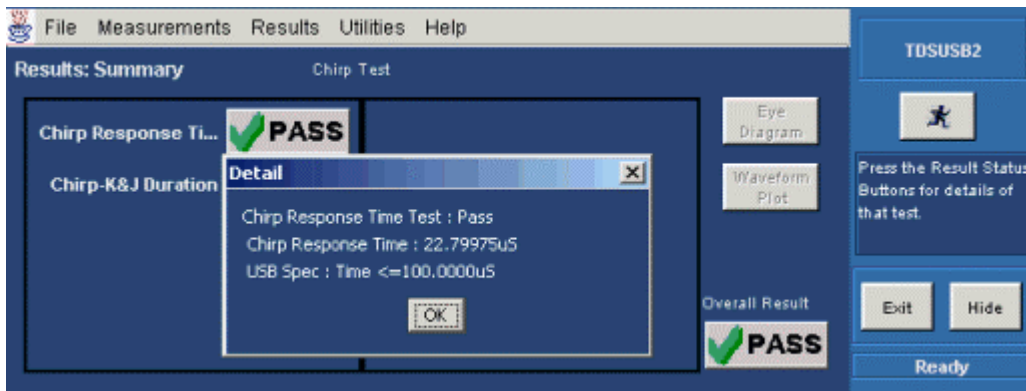 File Measurements Results Utilities Help
TDSUSB2
Results: Summary
Chirp Test
Chirp Response Ti...
PASS
Chirp-K&J Duration
Detail
Chirp Response Time Test : Pass
Chirp Response Time : 22.79975uS
USB Spec : Time <=100.0000uS
OK
Eye
Diagram
Waveform
Plot
Overall Result
PASS
Press the Result Status
Buttons for details of
that test.
Exit
Hide
Ready